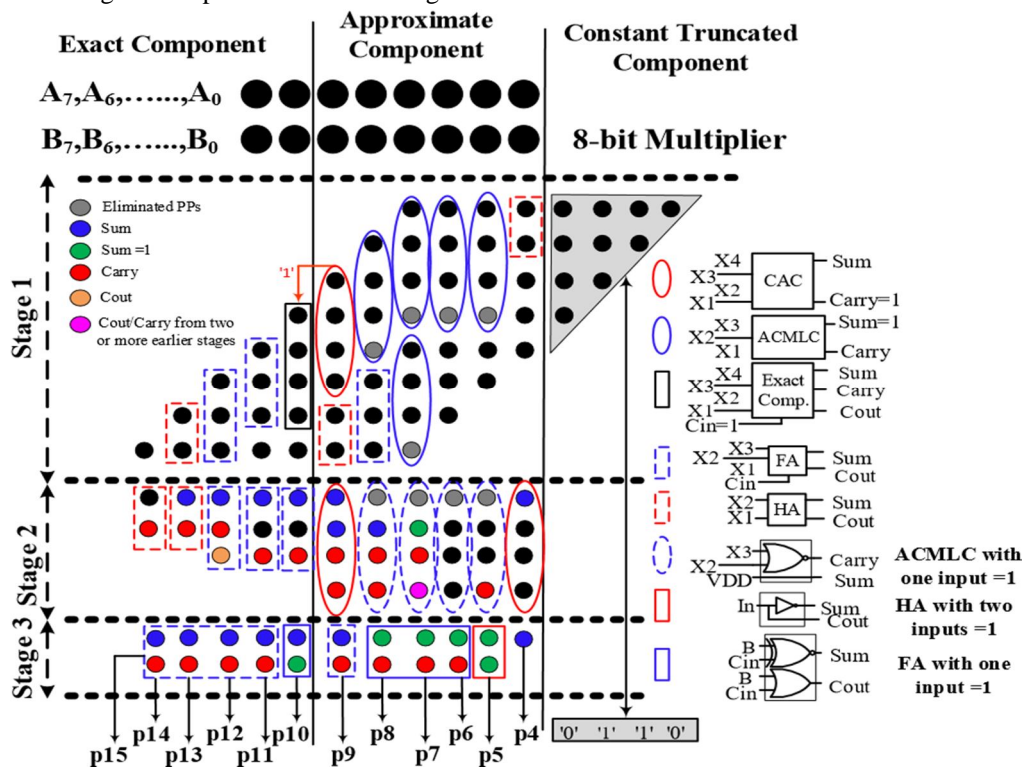 Exact Component
Approximate
Component
Constant Truncated
Component
A7,A6,…...,A0
B7,B6,…...,B0
8-bit Multiplier
Stage 1
Eliminated PPs
Sum
Sum =1
Carry
Cout
Cout/Carry from two
or more earlier stages
'1'
X4
X3
X2
X1
CAC
Sum
Carry=1
X3
X2
X1
ACMLC
Sum=1
Carry
X4
X3
X2
X1
Cin=1
Exact
Comp.
Sum
Carry
Cout
X3
X2
X1
Cin
FA
Sum
Cout
X2
X1
HA
Sum
Cout
Stage 2
X3
X2
VDD
Carry
Sum
ACMLC with
one input =1
In
Sum
Cout
HA with two
inputs =1
Stage 3
B
Cin
B
Cin
Sum
Cout
FA with one
input =1
p15
p14
p13
p12
p11
p10
p9
p8
p7
p6
p5
p4
'0' '1' '1' '0'